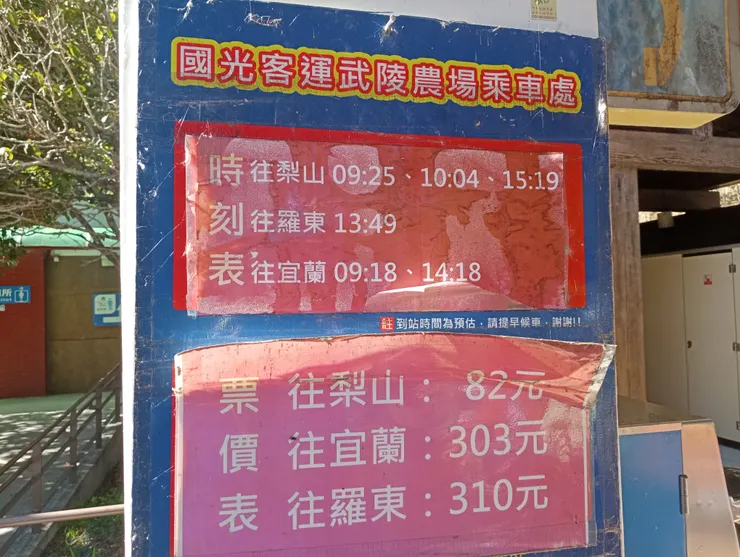 國光客運武陵農場乘車處
時 往梨山 09:25、10:04、15:19
刻 往羅東 13:49
表 往宜蘭 09:18、14:18
註 到站時間為預估，請提早候車，謝謝!!
票 往梨山： 82元
價 往宜蘭：303元
表 往羅東：310元
所